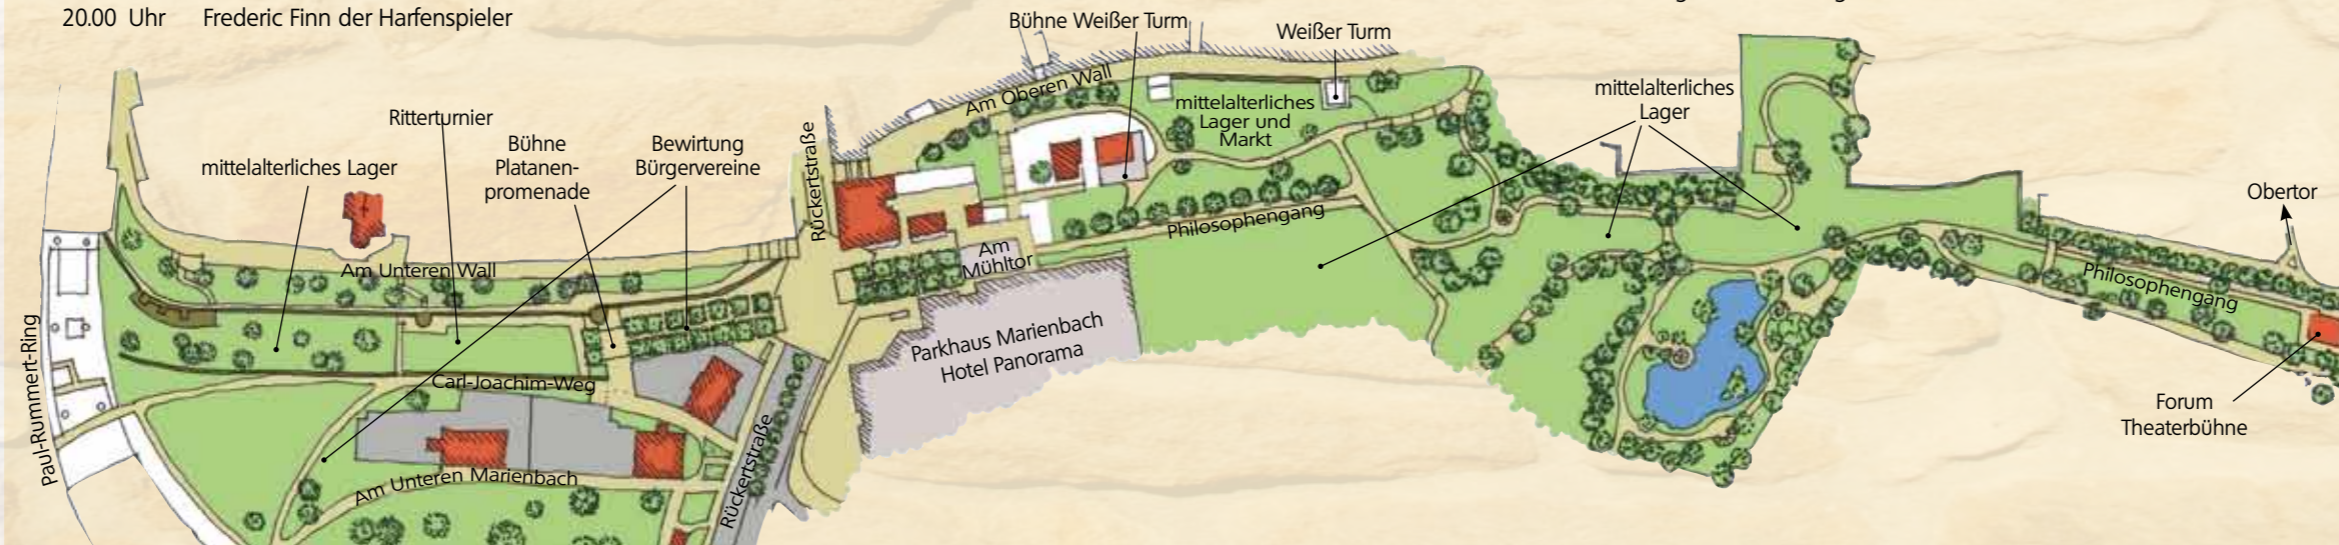 20.00 Uhr Frederic Finn der Harfenspieler
Bühne Weißer Turm
Weißer Turm
Am Oberen Wall
mittelalterliches
Lager und
Markt
mittelalterliches
Lager
Ritterturnier
Bühne
Platanen-
promenade
Bewirtung
Bürgervereine
mittelalterliches Lager
Rückertstraße
Obertor
Philosophengang
Am
Mühltor
Am Unteren Wall
Philosophengang
Paul-Rummert-Ring
Parkhaus Marienbach
Hotel Panorama
Carl-Joachim-Weg
Forum
Theaterbühne
Am Unteren Marienbach
Rückertstraße